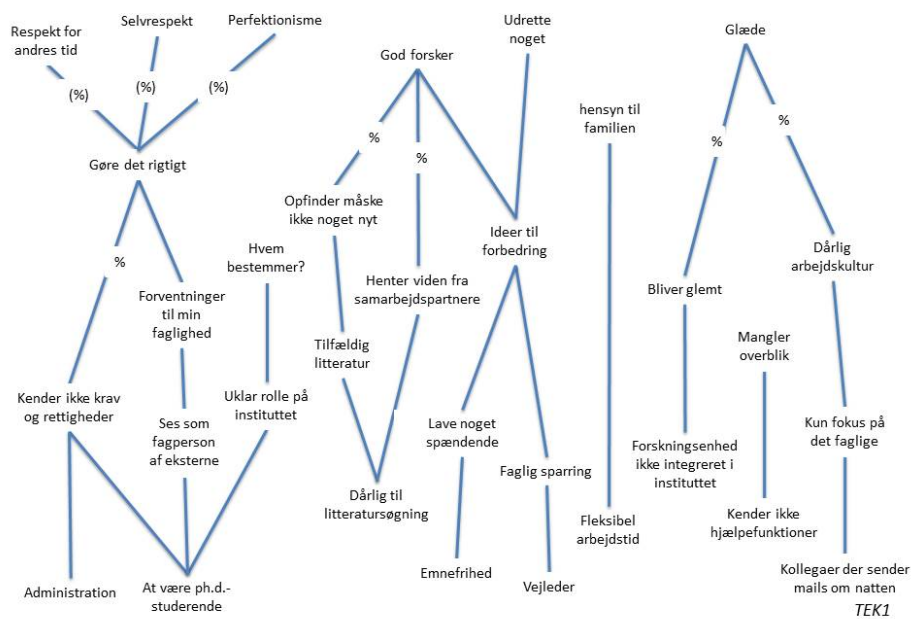 Respekt for
andres tid
Selvrespekt
Perfektionisme
(%)
(%)
(%)
Gøre det rigtigt
%
Forventninger
til min
faglighed
Hvem
bestemmer?
Kender ikke krav
og rettigheder
Ses som
fagperson
af eksterne
Uklar rolle på
instituttet
Administration
At være ph.d.-
studerende
God forsker
Udrette
noget
%
%
Opfinder måske
ikke noget nyt
Henter viden fra
samarbejdspartnere
Ideer til
forbedring
Tilfældig
litteratur
Dårlig til
litteratursøgning
Lave noget
spændende
Faglig sparring
Emnefrihed
Vejleder
hensyn til
familien
Fleksibel
arbejdstid
Glæde
%
%
Bliver glemt
Dårlig
arbejdskultur
Mangler
overblik
Forskningsenhed
ikke integreret i
instituttet
Kun fokus på
det faglige
Kender ikke
hjælpefunktioner
Kollegaer der sender
mails om natten
TEK1